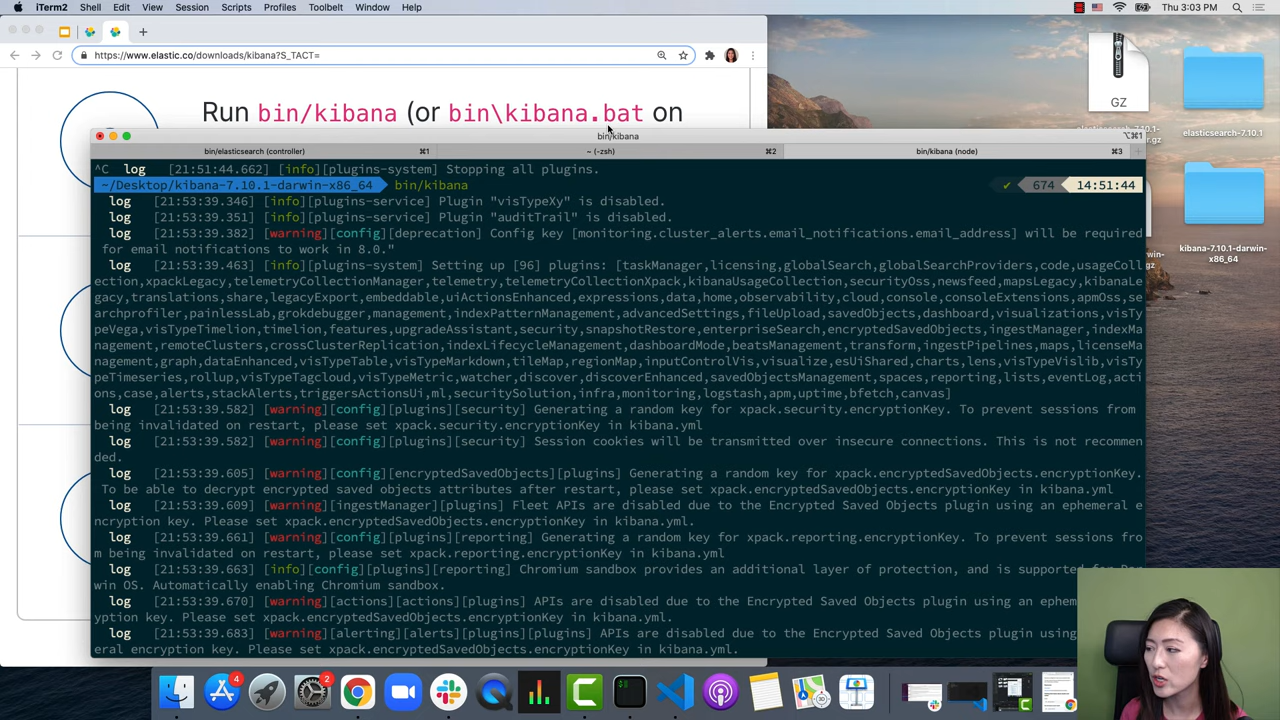 iTerm2 Shell Edit View Session Scripts Profiles Toolbelt Window Help
Thu 3:03 PM
https://www.elastic.co/downloads/kibana?S_TACT=
Run bin/kibana (or bin\kibana.bat on
GZ
elasticsearch-7.10.1
kibana-7.10.1-darwin-x86_64
bin/kibana
⌥⌘1
bin/elasticsearch (controller) ⌘1 ~ (-zsh) ⌘2 bin/kibana (node) ⌘3
^C log [21:51:44.662] [info][plugins-system] Stopping all plugins.
~/Desktop/kibana-7.10.1-darwin-x86_64 bin/kibana ✔ 674 14:51:44
log [21:53:39.346] [info][plugins-service] Plugin "visTypeXy" is disabled.
log [21:53:39.351] [info][plugins-service] Plugin "auditTrail" is disabled.
log [21:53:39.382] [warning][config][deprecation] Config key [monitoring.cluster_alerts.email_notifications.email_address] will be required
for email notifications to work in 8.0."
log [21:53:39.463] [info][plugins-system] Setting up [96] plugins: [taskManager,licensing,globalSearch,globalSearchProviders,code,usageColl
ection,xpackLegacy,telemetryCollectionManager,telemetry,telemetryCollectionXpack,kibanaUsageCollection,securityOss,newsfeed,mapsLegacy,kibanaLe
gacy,translations,share,legacyExport,embeddable,uiActionsEnhanced,expressions,data,home,observability,cloud,console,consoleExtensions,apmOss,se
archprofiler,painlessLab,grokdebugger,management,indexPatternManagement,advancedSettings,fileUpload,savedObjects,dashboard,visualizations,visTy
peVega,visTypeTimelion,timelion,features,upgradeAssistant,security,snapshotRestore,enterpriseSearch,encryptedSavedObjects,ingestManager,indexMa
nagement,remoteClusters,crossClusterReplication,indexLifecycleManagement,dashboardMode,beatsManagement,transform,ingestPipelines,maps,licenseMa
nagement,graph,dataEnhanced,visTypeTable,visTypeMarkdown,tileMap,regionMap,inputControlVis,visualize,esUiShared,charts,lens,visTypeVislib,visTy
peTimeseries,rollup,visTypeTagcloud,visTypeMetric,watcher,discover,discoverEnhanced,savedObjectsManagement,spaces,reporting,lists,eventLog,acti
ons,case,alerts,stackAlerts,triggersActionsUi,ml,securitySolution,infra,monitoring,logstash,apm,uptime,bfetch,canvas]
log [21:53:39.582] [warning][config][plugins][security] Generating a random key for xpack.security.encryptionKey. To prevent sessions from
being invalidated on restart, please set xpack.security.encryptionKey in kibana.yml
log [21:53:39.582] [warning][config][plugins][security] Session cookies will be transmitted over insecure connections. This is not recommen
ded.
log [21:53:39.605] [warning][config][encryptedSavedObjects][plugins] Generating a random key for xpack.encryptedSavedObjects.encryptionKey.
To be able to decrypt encrypted saved objects attributes after restart, please set xpack.encryptedSavedObjects.encryptionKey in kibana.yml
log [21:53:39.609] [warning][ingestManager][plugins] Fleet APIs are disabled due to the Encrypted Saved Objects plugin using an ephemeral e
ncryption key. Please set xpack.encryptedSavedObjects.encryptionKey in kibana.yml.
log [21:53:39.661] [warning][config][plugins][reporting] Generating a random key for xpack.reporting.encryptionKey. To prevent sessions fro
m being invalidated on restart, please set xpack.reporting.encryptionKey in kibana.yml
log [21:53:39.663] [info][config][plugins][reporting] Chromium sandbox provides an additional layer of protection, and is supported for
win OS. Automatically enabling Chromium sandbox.
log [21:53:39.670] [warning][actions][actions][plugins] APIs are disabled due to the Encrypted Saved Objects plugin using an ephem
yption key. Please set xpack.encryptedSavedObjects.encryptionKey in kibana.yml.
log [21:53:39.683] [warning][alerting][alerts][plugins][plugins] APIs are disabled due to the Encrypted Saved Objects plugin using
eral encryption key. Please set xpack.encryptedSavedObjects.encryptionKey in kibana.yml.
4
2